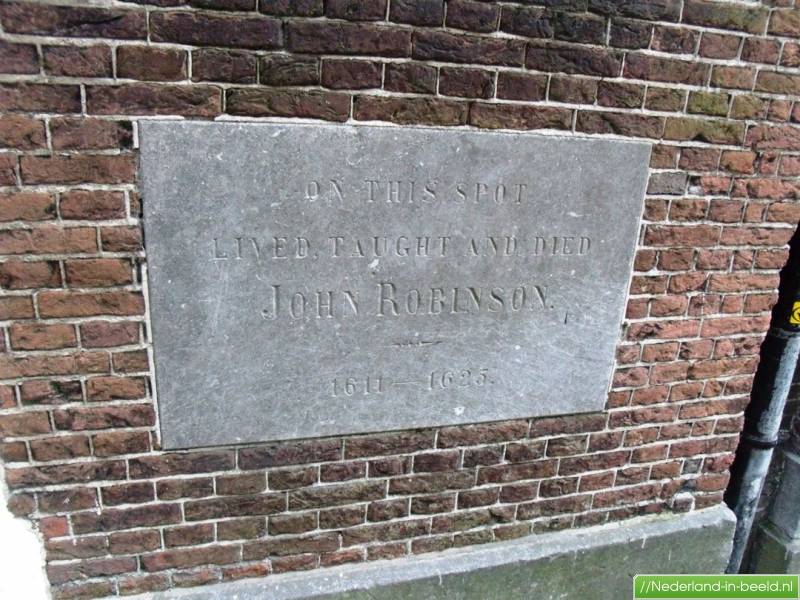 ON THIS SPOT
LIVED, TAUGHT AND DIED
JOHN ROBINSON.
1611 — 1625.
//Nederland-in-beeld.nl